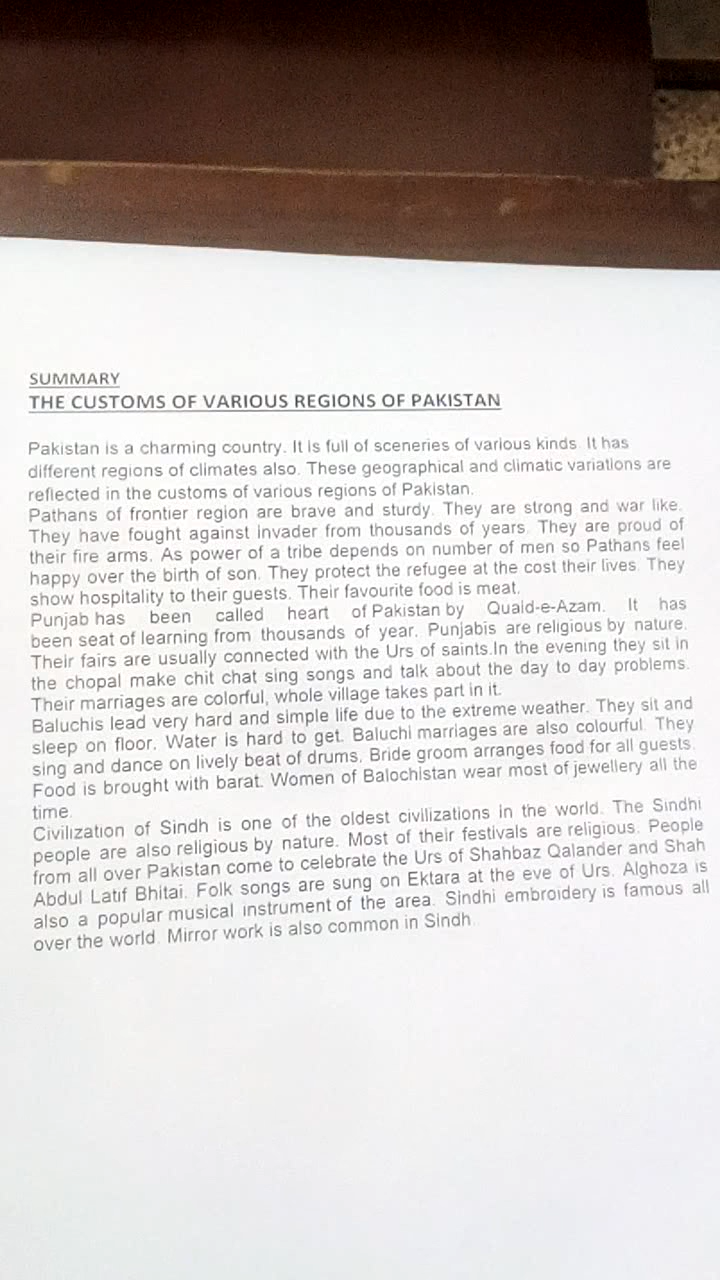 SUMMARY
THE CUSTOMS OF VARIOUS REGIONS OF PAKISTAN
Pakistan is a charming country. It is full of sceneries of various kinds. It has
different regions of climates also. These geographical and climatic variations are
reflected in the customs of various regions of Pakistan.
Pathans of frontier region are brave and sturdy. They are strong and war like.
They have fought against invader from thousands of years. They are proud of
their fire arms. As power of a tribe depends on number of men so Pathans feel
happy over the birth of son. They protect the refugee at the cost their lives. They
show hospitality to their guests. Their favourite food is meat.
Punjab has been called heart of Pakistan by Quaid-e-Azam. It has
been seat of learning from thousands of year. Punjabis are religious by nature.
Their fairs are usually connected with the Urs of saints.In the evening they sit in
the chopal make chit chat sing songs and talk about the day to day problems.
Their marriages are colorful, whole village takes part in it.
Baluchis lead very hard and simple life due to the extreme weather. They sit and
sleep on floor. Water is hard to get. Baluchi marriages are also colourful. They
sing and dance on lively beat of drums. Bride groom arranges food for all guests.
Food is brought with barat. Women of Balochistan wear most of jewellery all the
time.
Civilization of Sindh is one of the oldest civilizations in the world. The Sindhi
people are also religious by nature. Most of their festivals are religious. People
from all over Pakistan come to celebrate the Urs of Shahbaz Qalander and Shah
Abdul Latif Bhitai. Folk songs are sung on Ektara at the eve of Urs. Alghoza is
also a popular musical instrument of the area. Sindhi embroidery is famous all
over the world. Mirror work is also common in Sindh.